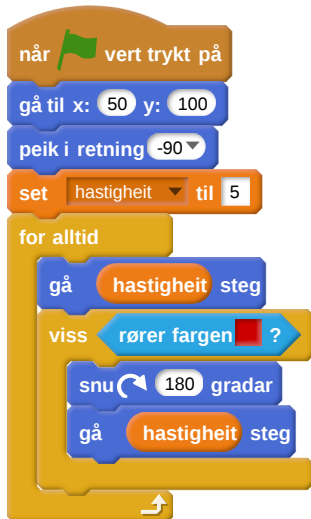 når vert trykt på
gå til x: 50 y: 100
peik i retning -90
set hastigheit til 5
for alltid
gå hastigheit steg
viss rører fargen ?
snu 180 gradar
gå hastigheit steg